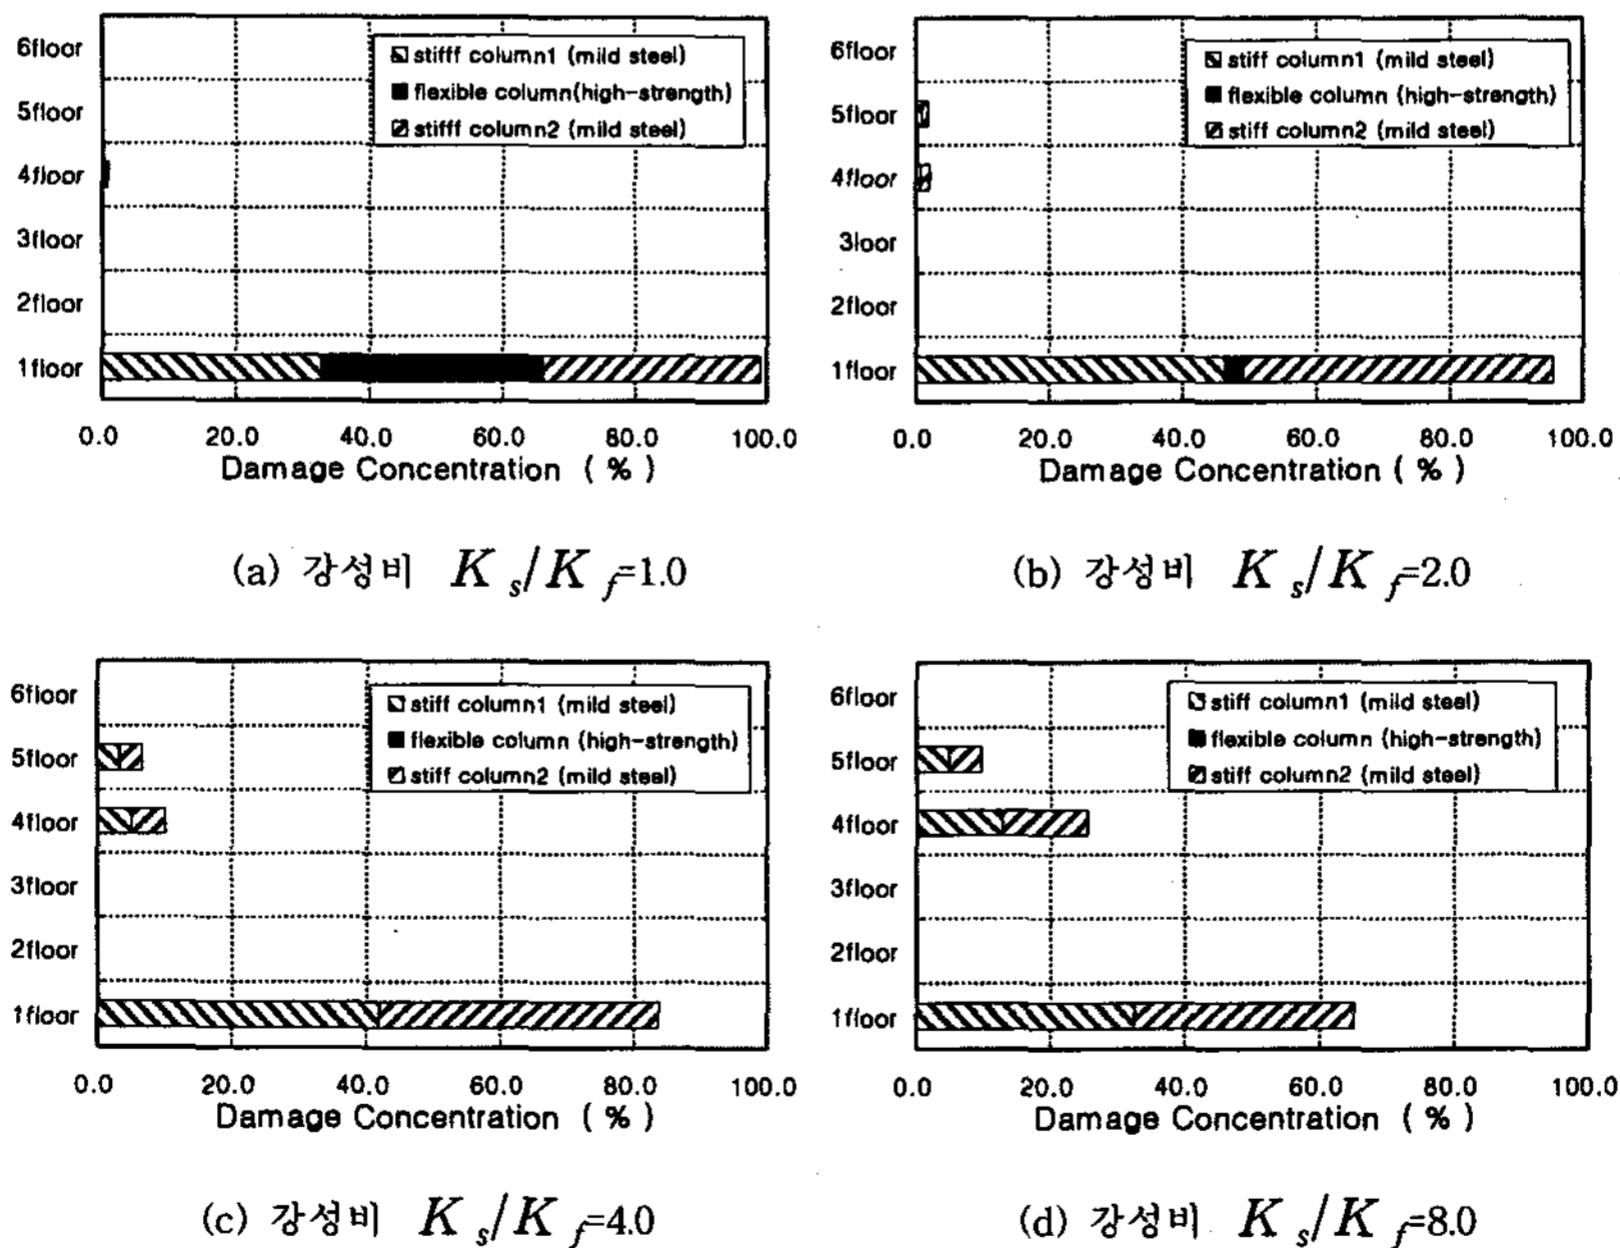 6floor
5floor
4floor
3floor
2floor
1floor
stifff column1 (mild steel)
flexible column(high-strength)
stifff column2 (mild steel)
0.0 20.0 40.0 60.0 80.0 100.0
Damage Concentration ( % )
(a) 강성비 K s/K f=1.0
6floor
5floor
4floor
3loor
2floor
1floor
stiff column1 (mild steel)
flexible column (high-strength)
stiff column2 (mild steel)
0.0 20.0 40.0 60.0 80.0 100.0
Damage Concentration ( % )
(b) 강성비 K s/K f=2.0
6floor
5floor
4floor
3floor
2floor
1floor
stiff column1 (mild steel)
flexible column (high-strength)
stiff column2 (mild steel)
0.0 20.0 40.0 60.0 80.0 100.0
Damage Concentration ( % )
(c) 강성비 K s/K f=4.0
6floor
5floor
4floor
3floor
2floor
1floor
stiff column1 (mild steel)
flexible column (high-strength)
stiff column2 (mild steel)
0.0 20.0 40.0 60.0 80.0 100.0
Damage Concentration ( % )
(d) 강성비 K s/K f=8.0